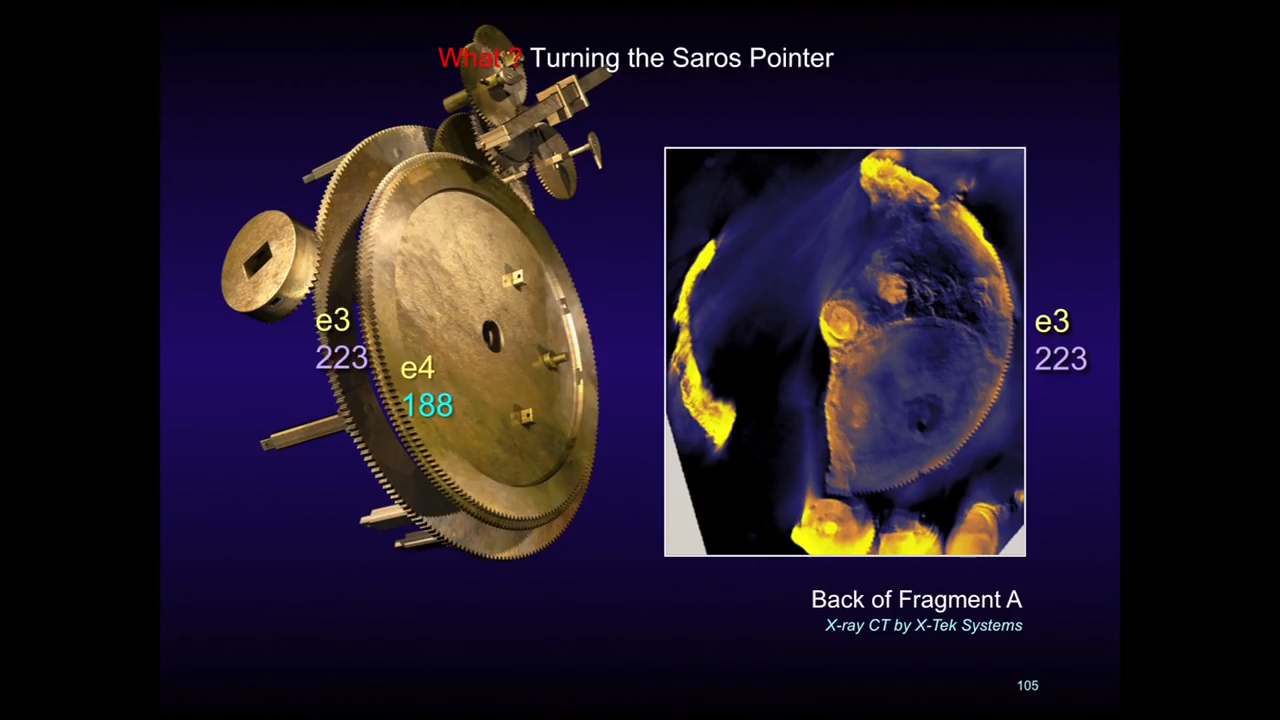 What ? Turning the Saros Pointer
e3
223
e4
188
e3
223
Back of Fragment A
X-ray CT by X-Tek Systems
105